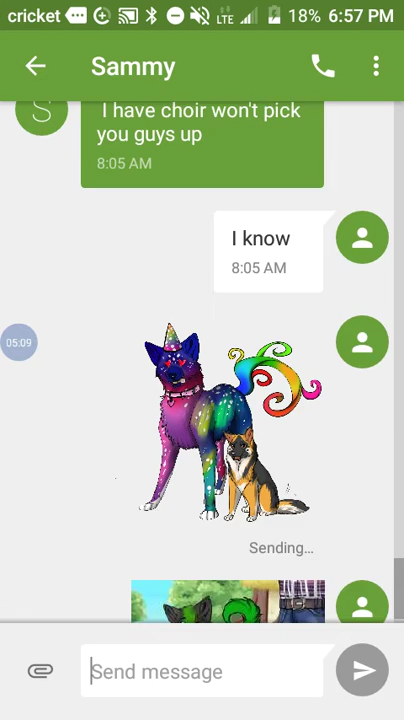 cricket LTE 18% 6:57 PM
Sammy
S
I have choir won't pick
you guys up
8:05 AM
I know
8:05 AM
05:09
Sending...
Send message